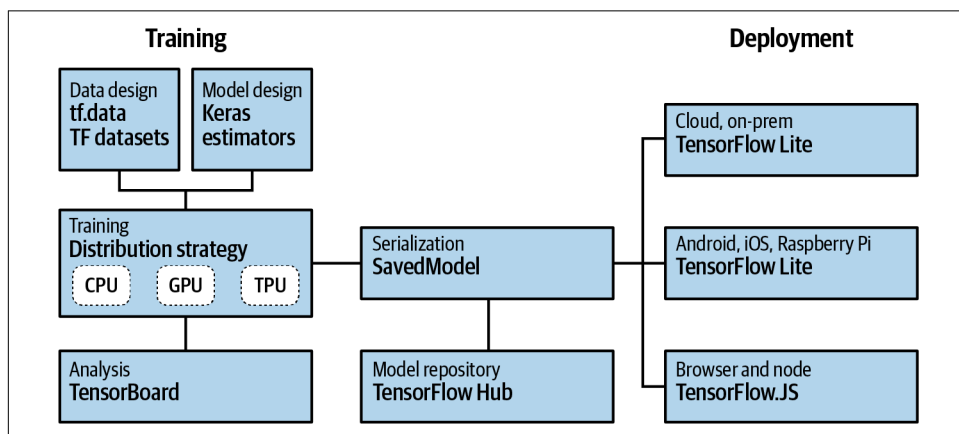 Training
Deployment
Data design
tf.data
TF datasets
Model design
Keras
estimators
Training
Distribution strategy
CPU
GPU
TPU
Analysis
TensorBoard
Serialization
SavedModel
Model repository
TensorFlow Hub
Cloud, on-prem
TensorFlow Lite
Android, iOS, Raspberry Pi
TensorFlow Lite
Browser and node
TensorFlow.JS